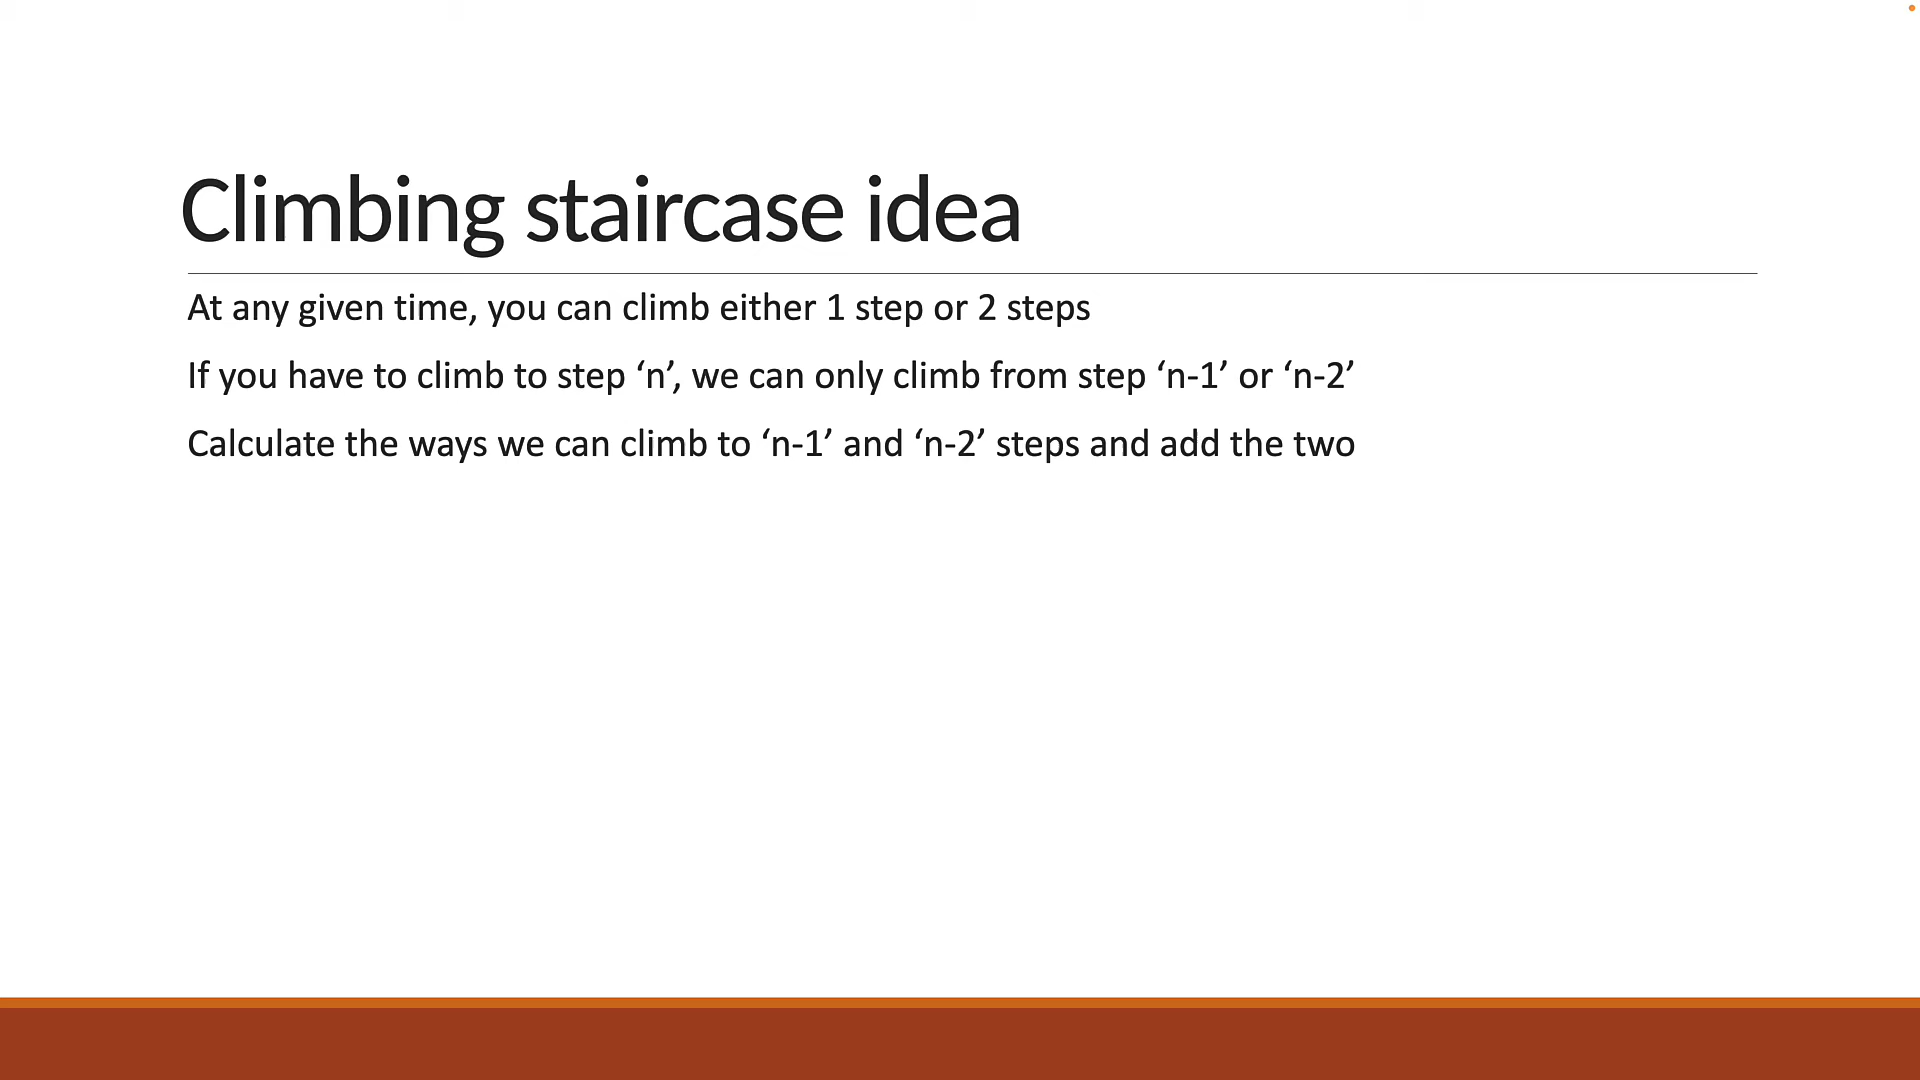 Climbing staircase idea
At any given time, you can climb either 1 step or 2 steps
If you have to climb to step ‘n’, we can only climb from step ‘n-1’ or ‘n-2’
Calculate the ways we can climb to ‘n-1’ and ‘n-2’ steps and add the two